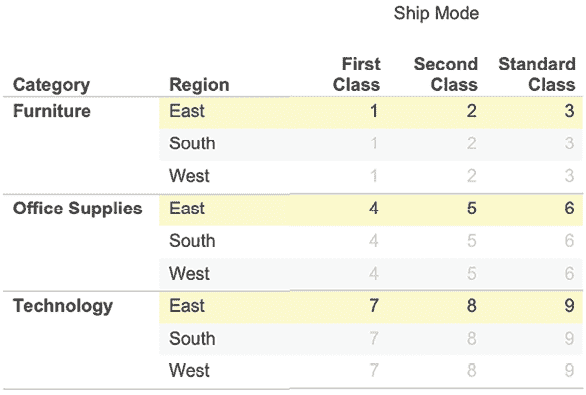 Ship Mode
First Second Standard
Category Region Class Class Class
Furniture East 1 2 3
South 1 2 3
West 1 2 3
Office Supplies East 4 5 6
South 4 5 6
West 4 5 6
Technology East 7 8 9
South 7 8 9
West 7 8 9